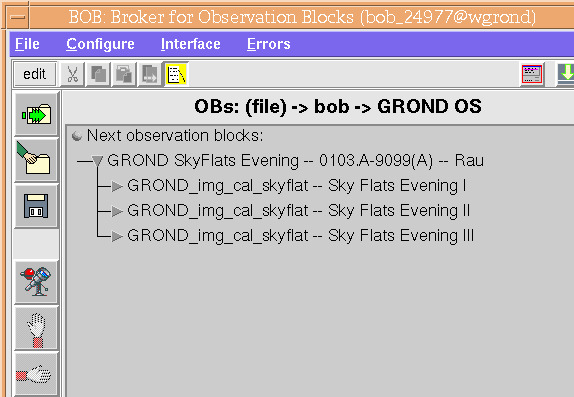 BOB: Broker for Observation Blocks (bob_24977@wgrond)
File Configure Interface Errors
edit
OBs: (file) -> bob -> GROND OS
Next observation blocks:
GROND SkyFlats Evening -- 0103.A-9099(A) -- Rau
GROND_img_cal_skyflat -- Sky Flats Evening I
GROND_img_cal_skyflat -- Sky Flats Evening II
GROND_img_cal_skyflat -- Sky Flats Evening III